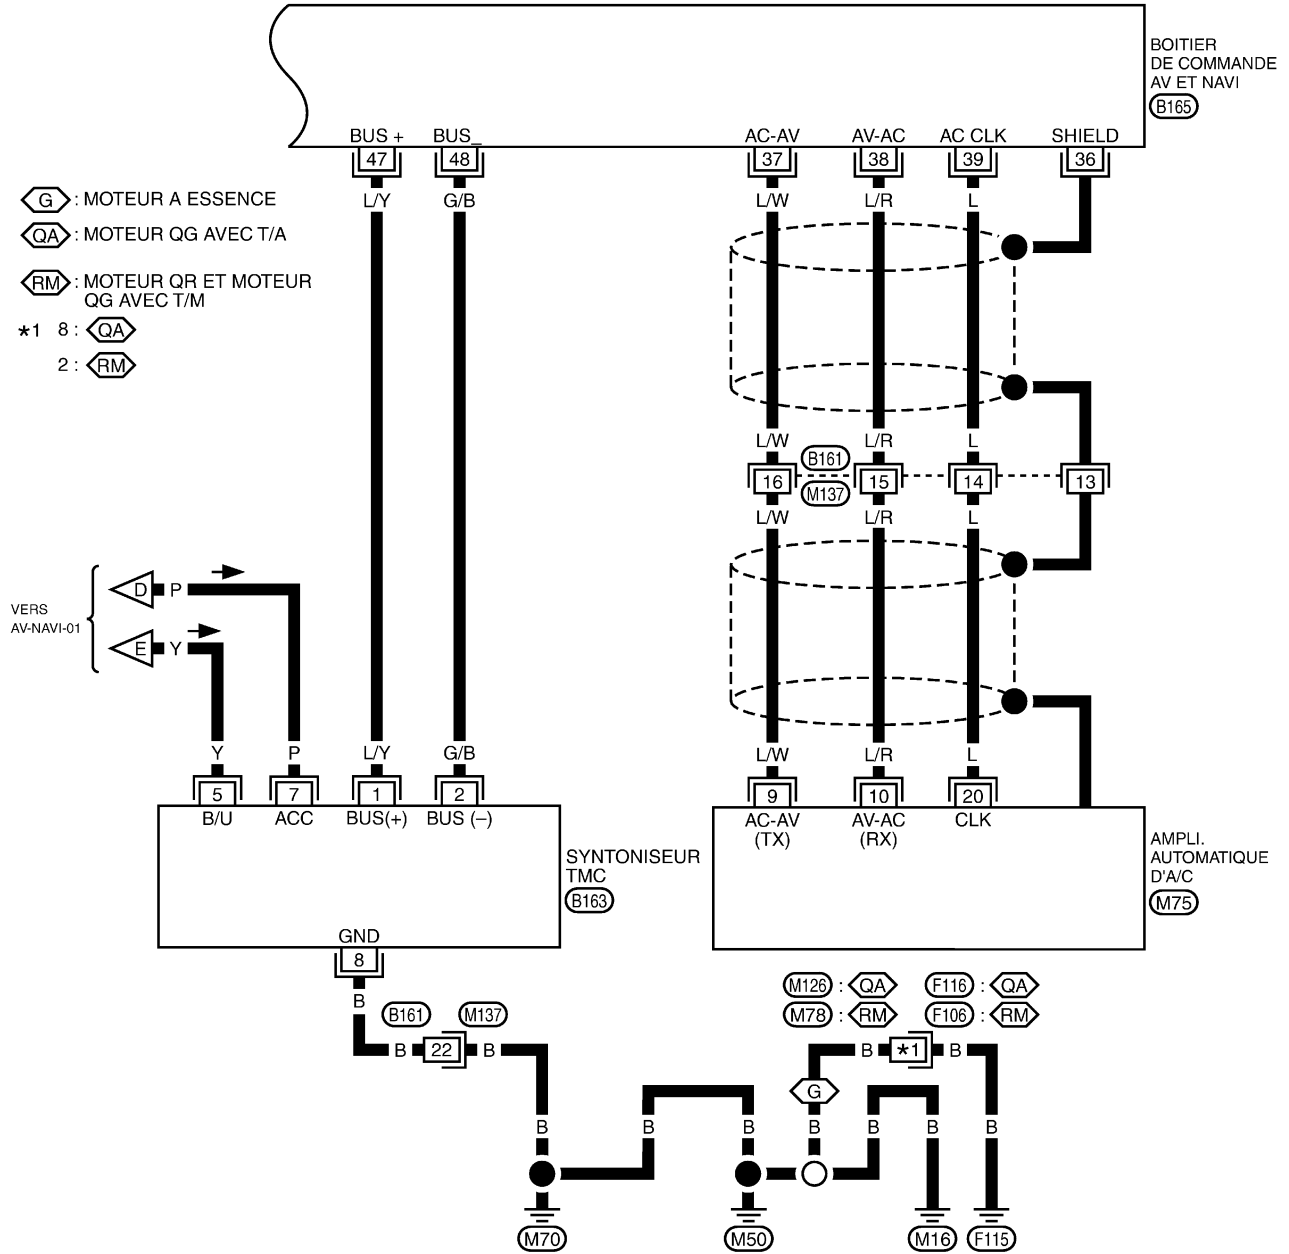 BOITIER
DE COMMANDE
AV ET NAVI
B165
BUS + BUS_ AC-AV AV-AC AC CLK SHIELD
47 48 37 38 39 36
L/Y G/B L/W L/R L
G : MOTEUR A ESSENCE
QA : MOTEUR QG AVEC T/A
RM : MOTEUR QR ET MOTEUR
QG AVEC T/M
*1 8 : QA
2 : RM
L/W L/R L
B161
16 15 14 13
M137
L/W L/R L
VERS
AV-NAVI-01
D P
E Y
Y P L/Y G/B L/W L/R L
5 7 1 2 9 10 20
B/U ACC BUS(+) BUS (–) AC-AV AV-AC CLK
(TX) (RX)
SYNTONISEUR
TMC
B163
AMPLI.
AUTOMATIQUE
D'A/C
M75
GND
8
B
M126 : QA F116 : QA
M78 : RM F106 : RM
B161 M137
B 22 B B *1 B
G
B B B B B B B
M70 M50 M16 F115